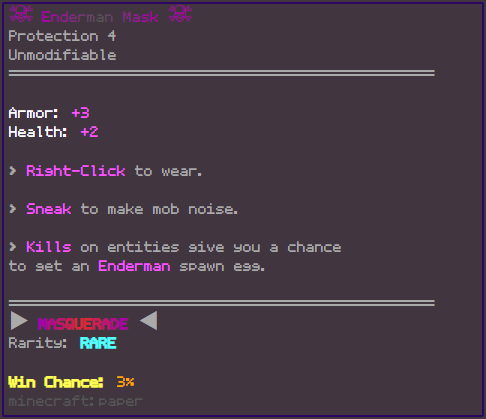 ☠ Enderman Mask ☠
Protection 4
Unmodifiable
Armor: +3
Health: +2
> Right-Click to wear.
> Sneak to make mob noise.
> Kills on entities give you a chance
to get an Enderman spawn egg.
▶ MASQUERADE ◀
Rarity: RARE
Win Chance: 3%
minecraft:paper